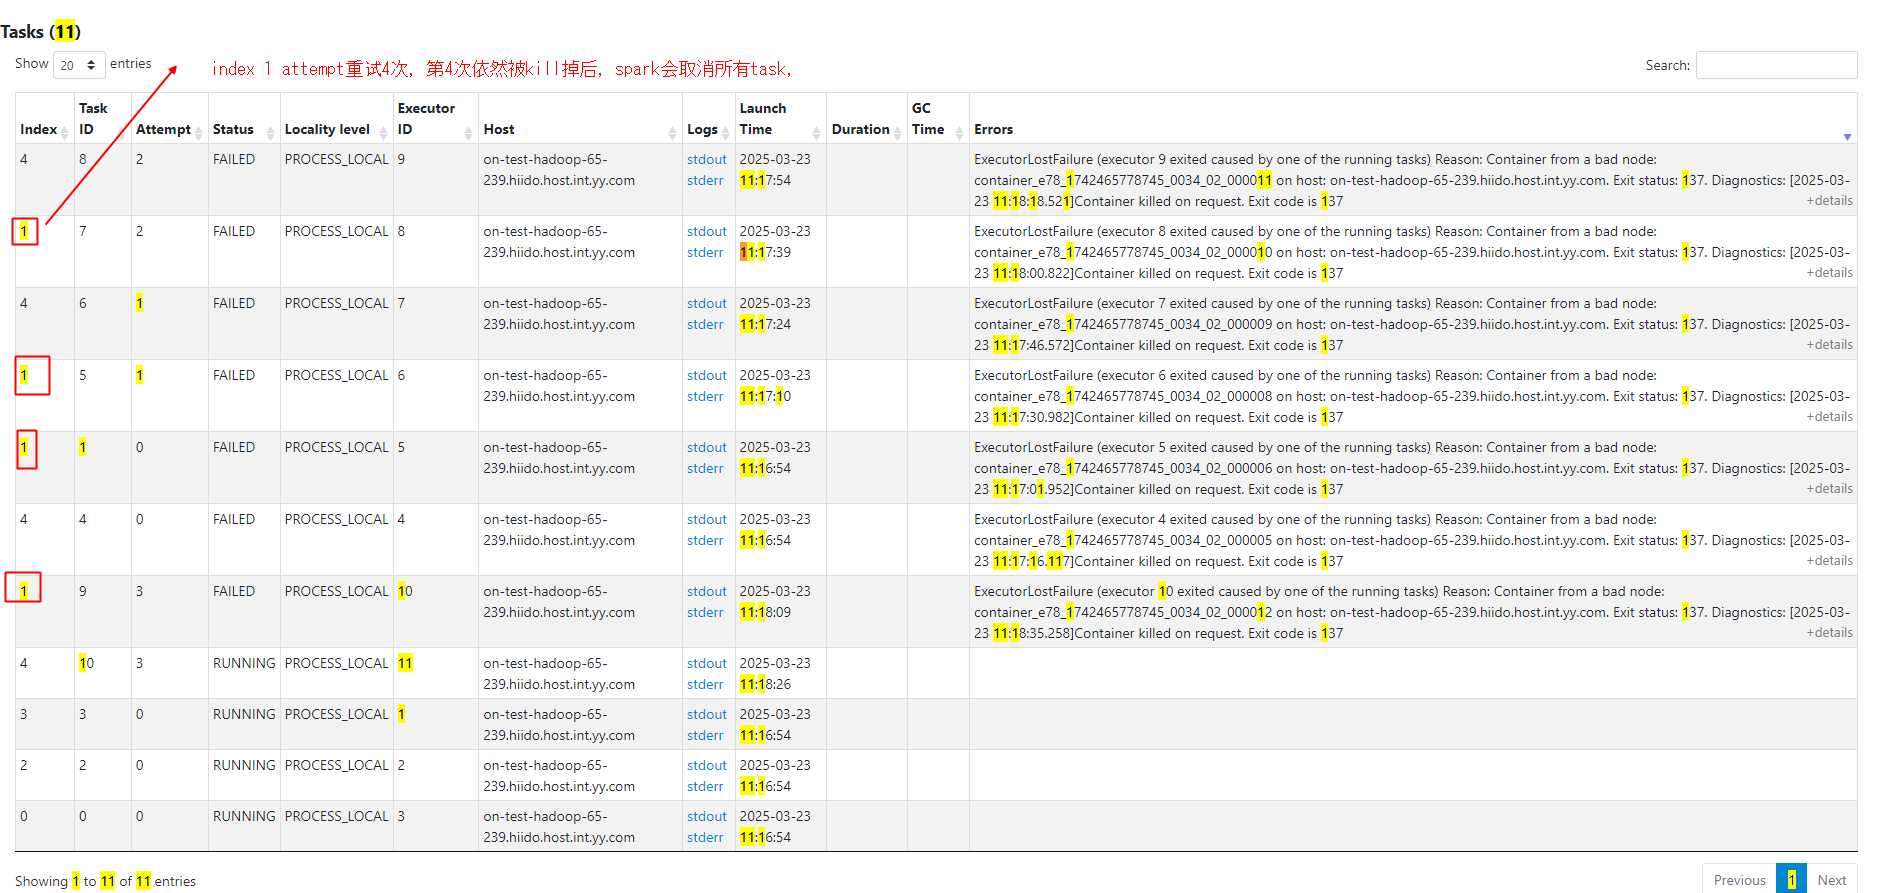 Tasks (11)
Show 20 entries
index 1 attempt重试4次, 第4次依然被kill掉后, spark会取消所有task,
Search:
Index Task ID Attempt Status Locality level Executor ID Host Logs Launch Time Duration GC Time Errors
4 8 2 FAILED PROCESS_LOCAL 9 on-test-hadoop-65- stdout 2025-03-23 ExecutorLostFailure (executor 9 exited caused by one of the running tasks) Reason: Container from a bad node:
239.hiido.host.int.yy.com stderr 11:17:54 container_e78_1742465778745_0034_02_000011 on host: on-test-hadoop-65-239.hiido.host.int.yy.com. Exit status: 137. Diagnostics: [2025-03-
23 11:18:18.521]Container killed on request. Exit code is 137 +details
1 7 2 FAILED PROCESS_LOCAL 8 on-test-hadoop-65- stdout 2025-03-23 ExecutorLostFailure (executor 8 exited caused by one of the running tasks) Reason: Container from a bad node:
239.hiido.host.int.yy.com stderr 11:17:39 container_e78_1742465778745_0034_02_000010 on host: on-test-hadoop-65-239.hiido.host.int.yy.com. Exit status: 137. Diagnostics: [2025-03-
23 11:18:00.822]Container killed on request. Exit code is 137 +details
4 6 1 FAILED PROCESS_LOCAL 7 on-test-hadoop-65- stdout 2025-03-23 ExecutorLostFailure (executor 7 exited caused by one of the running tasks) Reason: Container from a bad node:
239.hiido.host.int.yy.com stderr 11:17:24 container_e78_1742465778745_0034_02_000009 on host: on-test-hadoop-65-239.hiido.host.int.yy.com. Exit status: 137. Diagnostics: [2025-03-
23 11:17:46.572]Container killed on request. Exit code is 137 +details
1 5 1 FAILED PROCESS_LOCAL 6 on-test-hadoop-65- stdout 2025-03-23 ExecutorLostFailure (executor 6 exited caused by one of the running tasks) Reason: Container from a bad node:
239.hiido.host.int.yy.com stderr 11:17:10 container_e78_1742465778745_0034_02_000008 on host: on-test-hadoop-65-239.hiido.host.int.yy.com. Exit status: 137. Diagnostics: [2025-03-
23 11:17:30.982]Container killed on request. Exit code is 137 +details
1 1 0 FAILED PROCESS_LOCAL 5 on-test-hadoop-65- stdout 2025-03-23 ExecutorLostFailure (executor 5 exited caused by one of the running tasks) Reason: Container from a bad node:
239.hiido.host.int.yy.com stderr 11:16:54 container_e78_1742465778745_0034_02_000006 on host: on-test-hadoop-65-239.hiido.host.int.yy.com. Exit status: 137. Diagnostics: [2025-03-
23 11:17:01.952]Container killed on request. Exit code is 137 +details
4 4 0 FAILED PROCESS_LOCAL 4 on-test-hadoop-65- stdout 2025-03-23 ExecutorLostFailure (executor 4 exited caused by one of the running tasks) Reason: Container from a bad node:
239.hiido.host.int.yy.com stderr 11:16:54 container_e78_1742465778745_0034_02_000005 on host: on-test-hadoop-65-239.hiido.host.int.yy.com. Exit status: 137. Diagnostics: [2025-03-
23 11:17:16.117]Container killed on request. Exit code is 137 +details
1 9 3 FAILED PROCESS_LOCAL 10 on-test-hadoop-65- stdout 2025-03-23 ExecutorLostFailure (executor 10 exited caused by one of the running tasks) Reason: Container from a bad node:
239.hiido.host.int.yy.com stderr 11:18:09 container_e78_1742465778745_0034_02_000012 on host: on-test-hadoop-65-239.hiido.host.int.yy.com. Exit status: 137. Diagnostics: [2025-03-
23 11:18:35.258]Container killed on request. Exit code is 137 +details
4 10 3 RUNNING PROCESS_LOCAL 11 on-test-hadoop-65- stdout 2025-03-23
239.hiido.host.int.yy.com stderr 11:18:26
3 3 0 RUNNING PROCESS_LOCAL 1 on-test-hadoop-65- stdout 2025-03-23
239.hiido.host.int.yy.com stderr 11:16:54
2 2 0 RUNNING PROCESS_LOCAL 2 on-test-hadoop-65- stdout 2025-03-23
239.hiido.host.int.yy.com stderr 11:16:54
0 0 0 RUNNING PROCESS_LOCAL 3 on-test-hadoop-65- stdout 2025-03-23
239.hiido.host.int.yy.com stderr 11:16:54
Showing 1 to 11 of 11 entries
Previous 1 Next